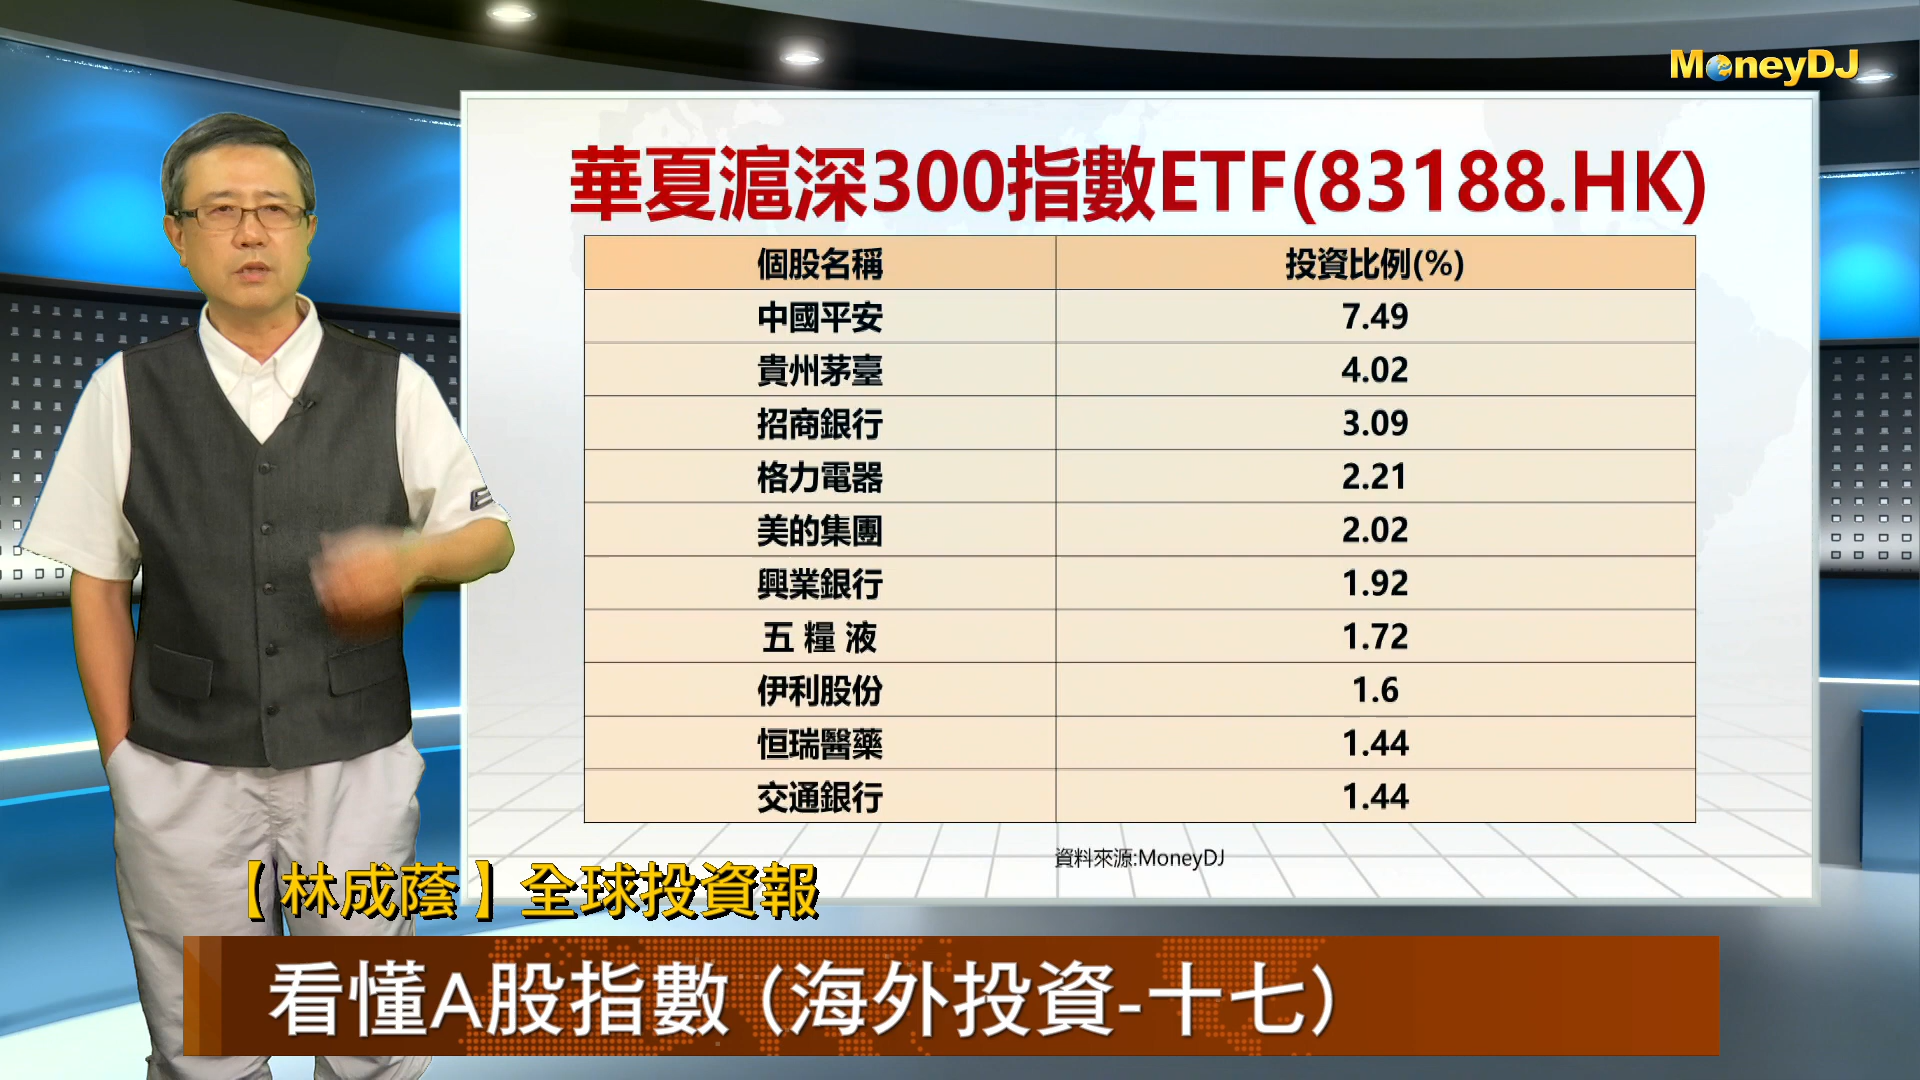 MoneyDJ
華夏滬深300指數ETF(83188.HK)
個股名稱 投資比例(%)
中國平安 7.49
貴州茅臺 4.02
招商銀行 3.09
格力電器 2.21
美的集團 2.02
興業銀行 1.92
五糧液 1.72
伊利股份 1.6
恒瑞醫藥 1.44
交通銀行 1.44
資料來源:MoneyDJ
【林成蔭】全球投資報
看懂A股指數（海外投資-十七）